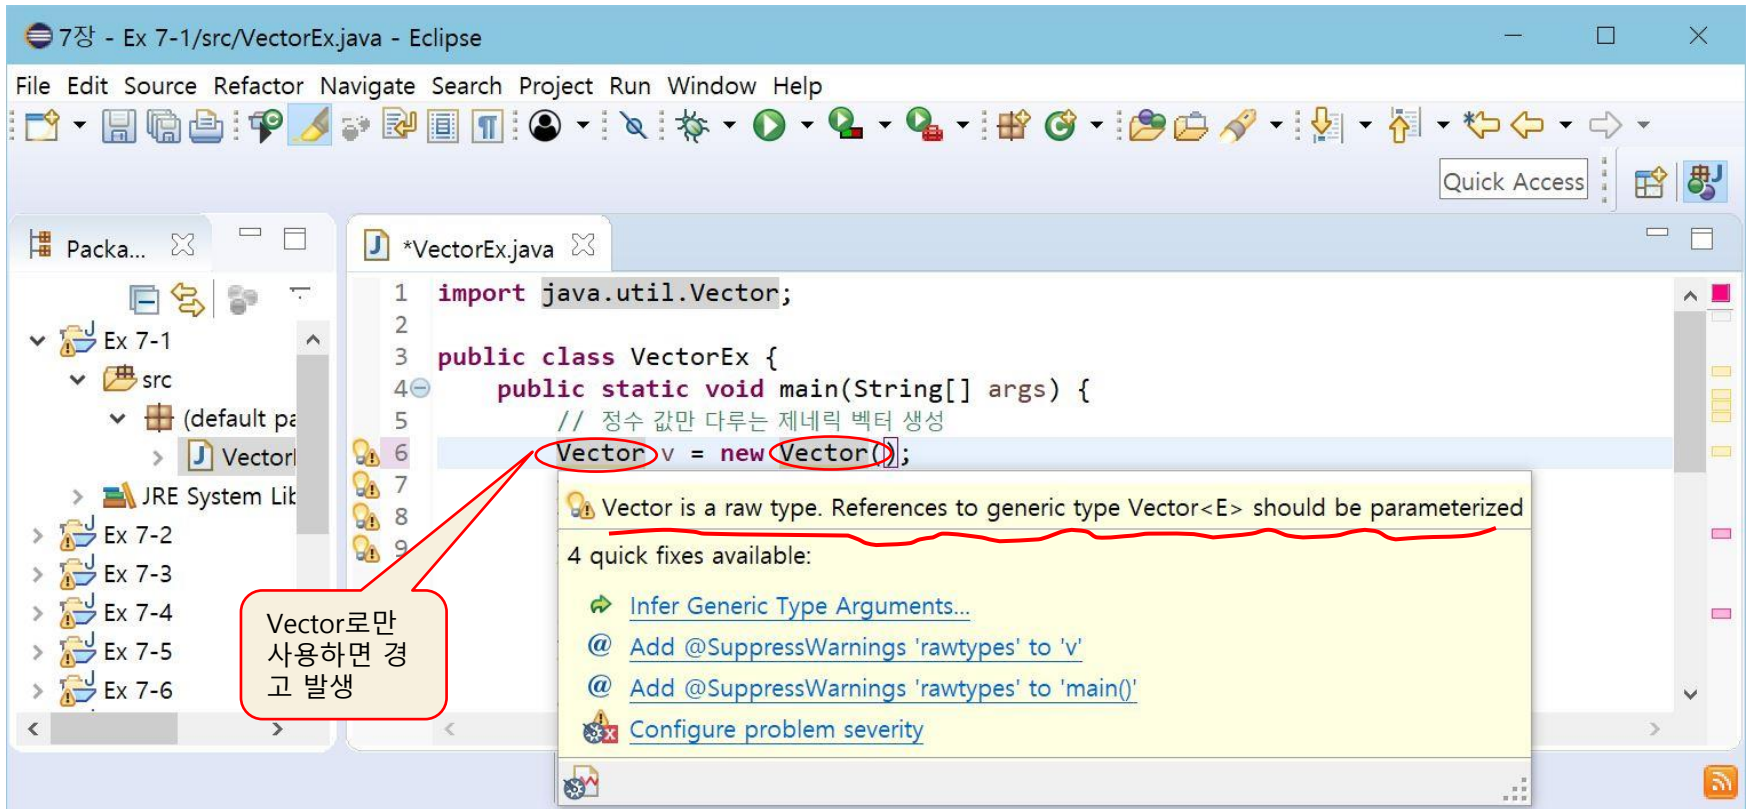 7장 - Ex 7-1/src/VectorEx.java - Eclipse
File Edit Source Refactor Navigate Search Project Run Window Help
Quick Access
Packa...
*VectorEx.java
Ex 7-1
src
(default pa
Vector
JRE System Lib
Ex 7-2
Ex 7-3
Ex 7-4
Ex 7-5
Ex 7-6
1 import java.util.Vector;
2
3 public class VectorEx {
4 public static void main(String[] args) {
5 // 정수 값만 다루는 제네릭 벡터 생성
6 Vector v = new Vector();
7
8
9
Vector is a raw type. References to generic type Vector<E> should be parameterized
4 quick fixes available:
Infer Generic Type Arguments...
@ Add @SuppressWarnings 'rawtypes' to 'v'
@ Add @SuppressWarnings 'rawtypes' to 'main()'
Configure problem severity
Vector로만
사용하면 경
고 발생